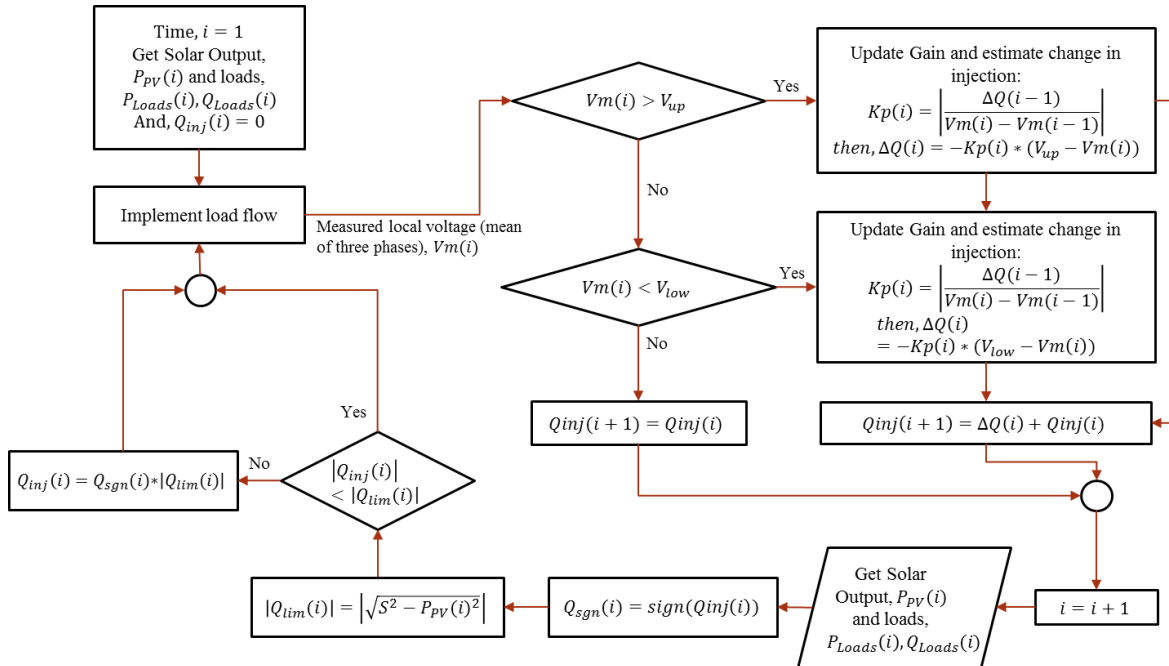 Time, i = 1
Get Solar Output,
P_PV(i) and loads,
P_Loads(i), Q_Loads(i)
And, Q_inj(i) = 0
Implement load flow
Measured local voltage (mean
of three phases), Vm(i)
Vm(i) > V_up
Yes
No
Update Gain and estimate change in
injection:
Kp(i) = |ΔQ(i − 1) / (Vm(i) − Vm(i − 1))|
then, ΔQ(i) = −Kp(i) * (V_up − Vm(i))
Vm(i) < V_low
Yes
No
Update Gain and estimate change in
injection:
Kp(i) = |ΔQ(i − 1) / (Vm(i) − Vm(i − 1))|
then, ΔQ(i)
= −Kp(i) * (V_low − Vm(i))
Qinj(i + 1) = Qinj(i)
Qinj(i + 1) = ΔQ(i) + Qinj(i)
i = i + 1
Get Solar
Output, P_PV(i)
and loads,
P_Loads(i), Q_Loads(i)
Q_sgn(i) = sign(Qinj(i))
|Q_lim(i)| = |√(S² − P_PV(i)²)|
|Q_inj(i)|
< |Q_lim(i)|
Yes
No
Q_inj(i) = Q_sgn(i)*|Q_lim(i)|